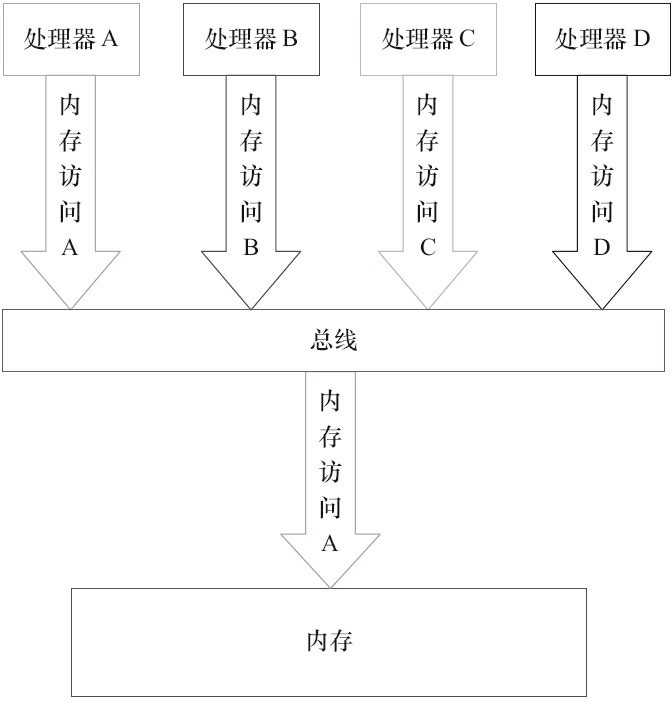 处理器 A
处理器 B
处理器 C
处理器 D
内存访问 A
内存访问 B
内存访问 C
内存访问 D
总线
内存访问 A
内存